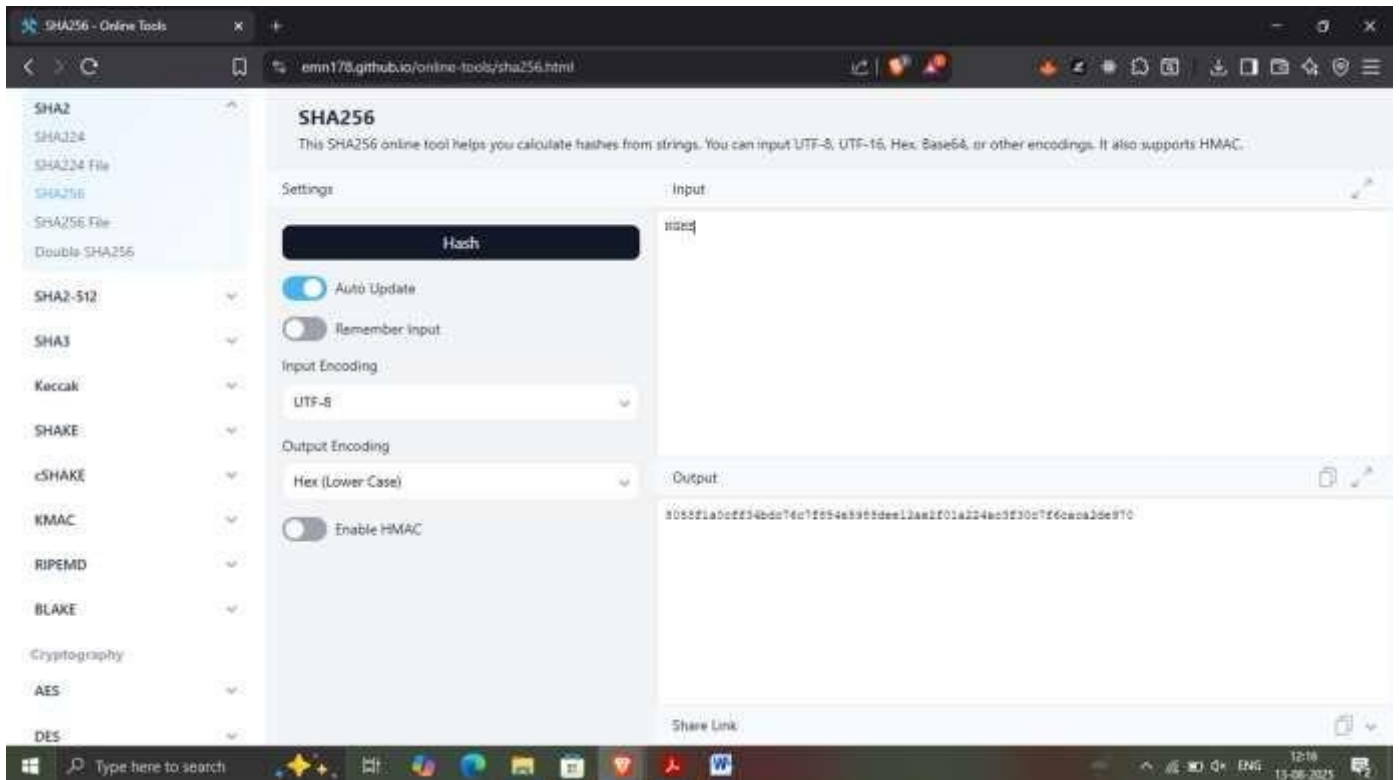 SHA256 - Online Tools
emn178.github.io/online-tools/sha256.html
SHA2
SHA224
SHA224 File
SHA256
SHA256 File
Double SHA256
SHA2-512
SHA3
Keccak
SHAKE
cSHAKE
KMAC
RIPEMD
BLAKE
Cryptography
AES
DES
SHA256
This SHA256 online tool helps you calculate hashes from strings. You can input UTF-8, UTF-16, Hex, Base64, or other encodings. It also supports HMAC.
Settings
Hash
Auto Update
Remember Input
Input Encoding
UTF-8
Output Encoding
Hex (Lower Case)
Enable HMAC
Input
Output
Share Link
Type here to search
ENG
12:16